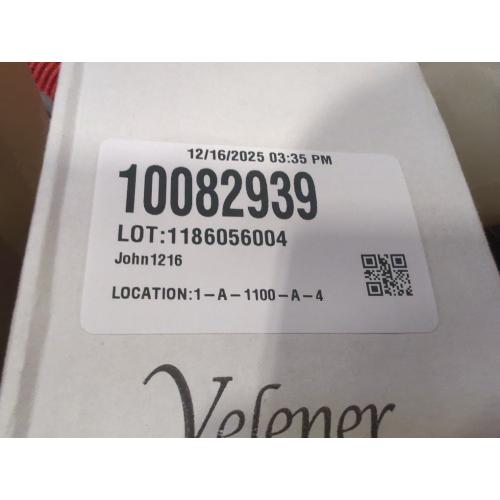 12/16/2025 03:35 PM
10082939
LOT:1186056004
John1216
LOCATION:1-A-1100-A-4
Velener